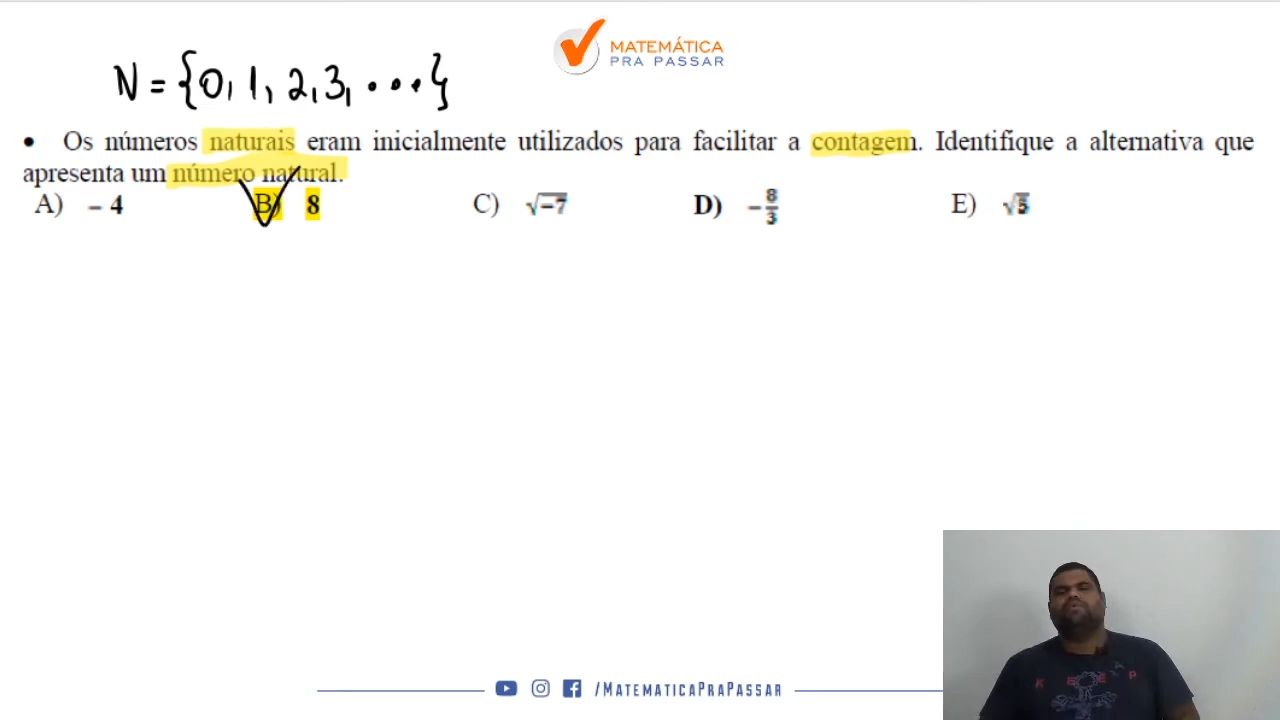 MATEMÁTICA
PRA PASSAR
N = {0, 1, 2, 3, ...}
• Os números naturais eram inicialmente utilizados para facilitar a contagem. Identifique a alternativa que
apresenta um número natural.
A) – 4 B) 8 C) √–7 D) –8/3 E) √5
K E E P
/MATEMATICAPRAPASSAR